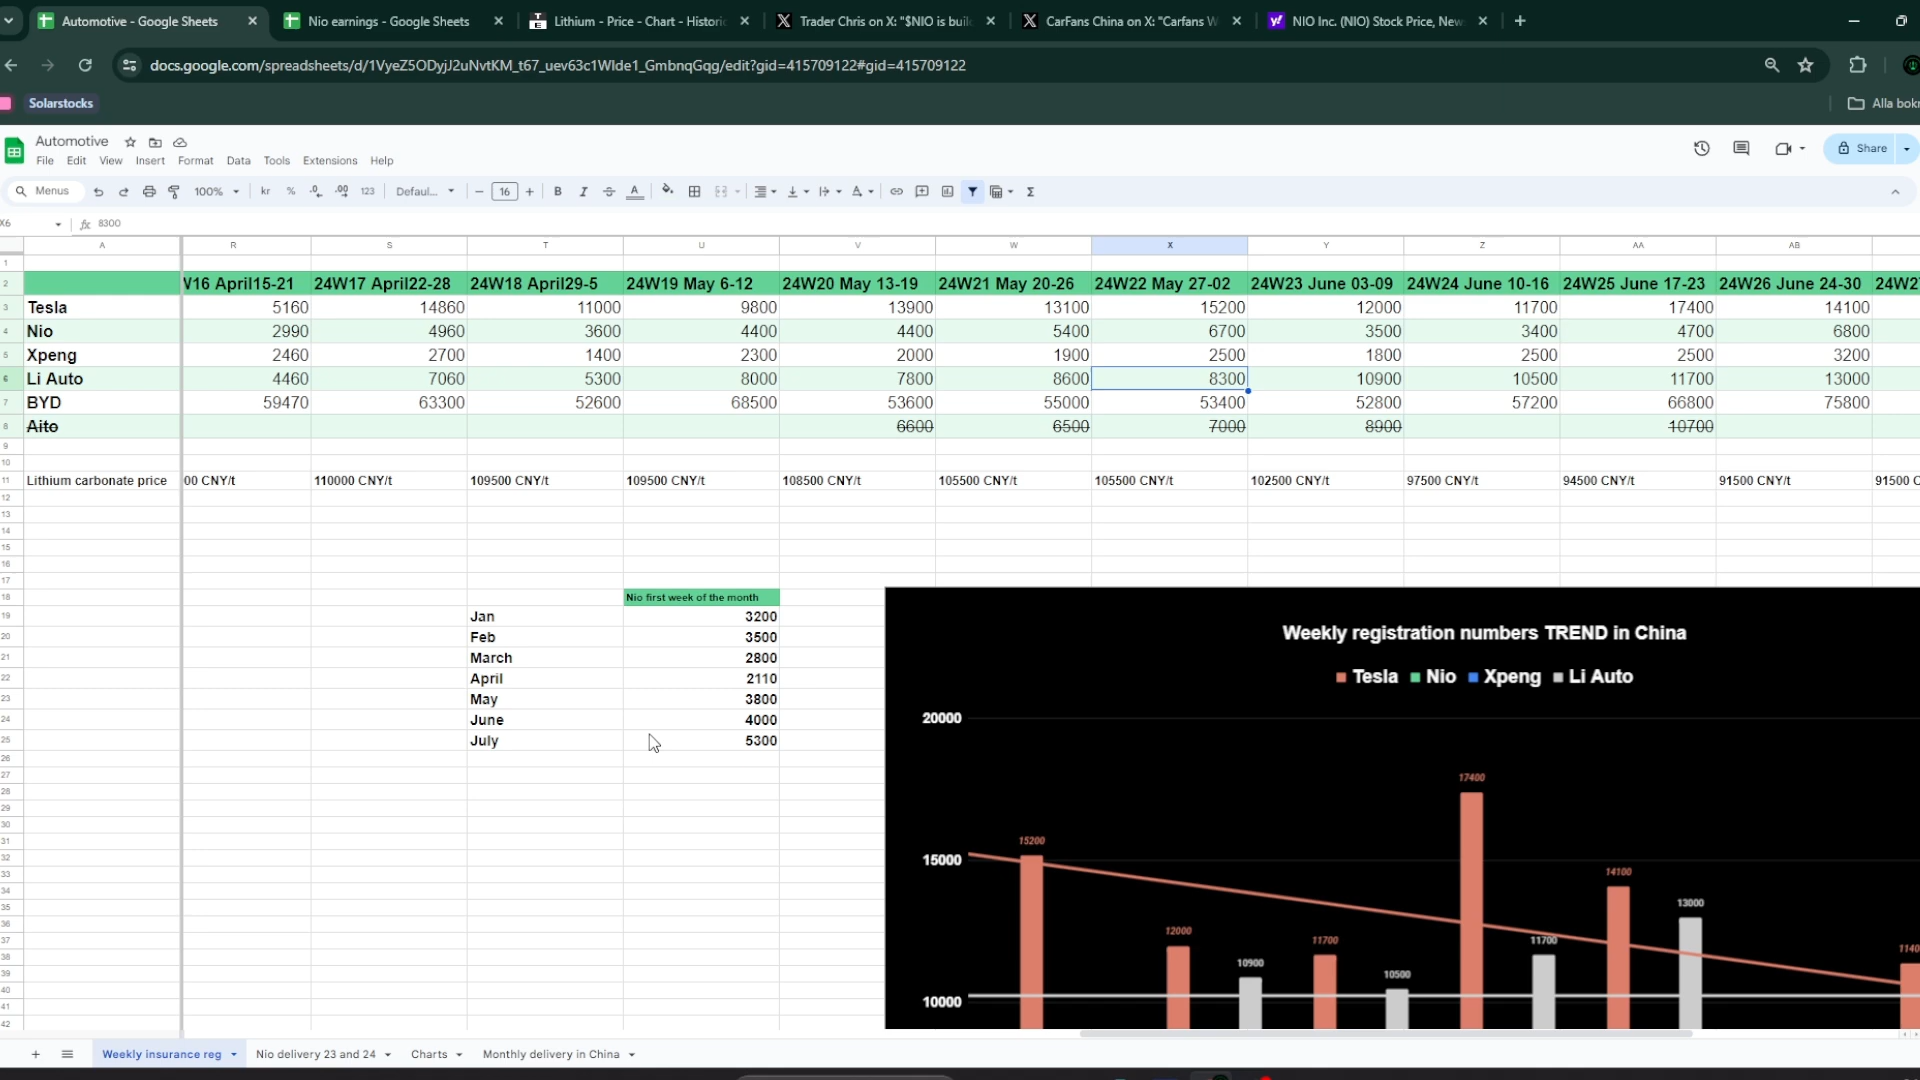 Automotive - Google Sheets
Nio earnings - Google Sheets
Lithium - Price - Chart - Historic
Trader Chris on X: "$NIO is buil
CarFans China on X: "Carfans W
NIO Inc. (NIO) Stock Price, New
docs.google.com/spreadsheets/d/1VyeZ5ODyjJ2uNvtKM_t67_uev63c1WIde1_GmbnqGqg/edit?gid=415709122#gid=415709122
Solarstocks
Alla bok
Automotive
File Edit View Insert Format Data Tools Extensions Help
Share
Menus 100% kr % .0 .00 123 Defaul... 16 B I A Σ
X6 fx 8300
A R S T U V W X Y Z AA AB
V16 April15-21 24W17 April22-28 24W18 April29-5 24W19 May 6-12 24W20 May 13-19 24W21 May 20-26 24W22 May 27-02 24W23 June 03-09 24W24 June 10-16 24W25 June 17-23 24W26 June 24-30 24W2
Tesla 5160 14860 11000 9800 13900 13100 15200 12000 11700 17400 14100
Nio 2990 4960 3600 4400 4400 5400 6700 3500 3400 4700 6800
Xpeng 2460 2700 1400 2300 2000 1900 2500 1800 2500 2500 3200
Li Auto 4460 7060 5300 8000 7800 8600 8300 10900 10500 11700 13000
BYD 59470 63300 52600 68500 53600 55000 53400 52800 57200 66800 75800
Aito 6600 6500 7000 8900 10700
Lithium carbonate price 00 CNY/t 110000 CNY/t 109500 CNY/t 109500 CNY/t 108500 CNY/t 105500 CNY/t 105500 CNY/t 102500 CNY/t 97500 CNY/t 94500 CNY/t 91500 CNY/t 91500 C
Nio first week of the month
Jan 3200
Feb 3500
March 2800
April 2110
May 3800
June 4000
July 5300
Weekly registration numbers TREND in China
Tesla Nio Xpeng Li Auto
20000
17400
15200
15000
14100
13000
12000
11700
11700
1140
10900
10500
10000
Weekly insurance reg Nio delivery 23 and 24 Charts Monthly delivery in China